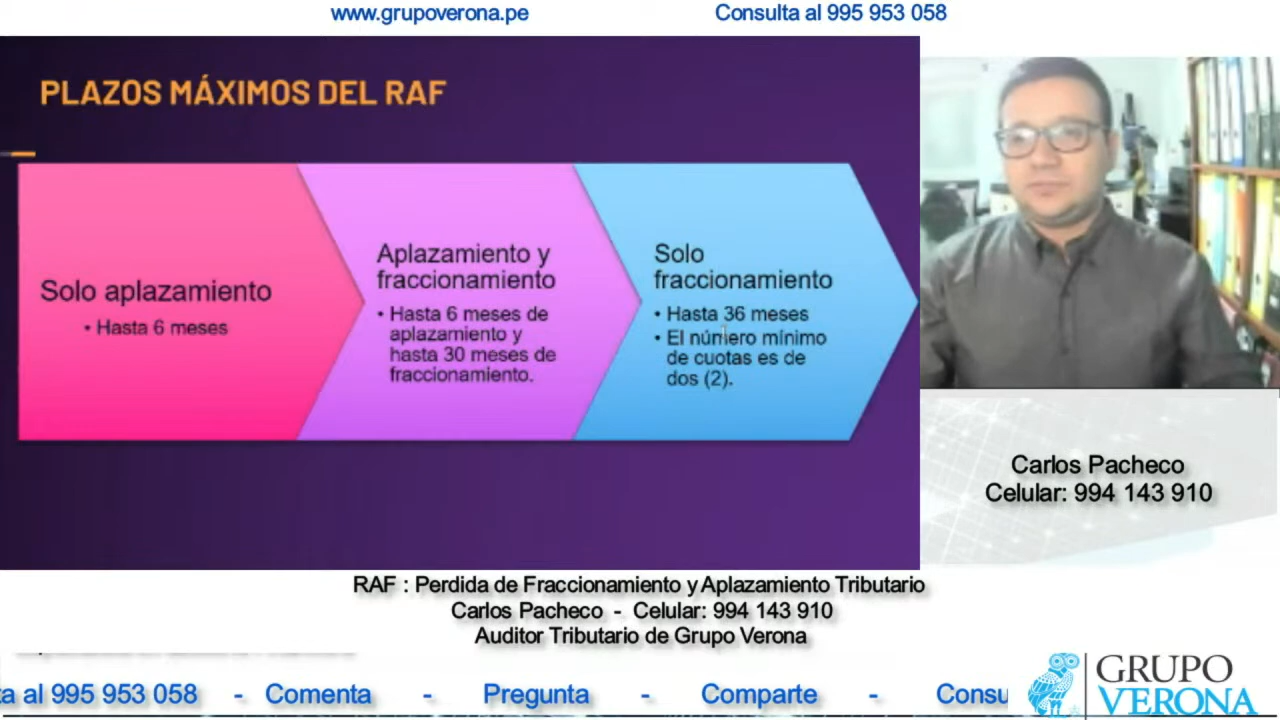 www.grupoverona.pe
Consulta al 995 953 058
PLAZOS MÁXIMOS DEL RAF
Solo aplazamiento
• Hasta 6 meses
Aplazamiento y
fraccionamiento
• Hasta 6 meses de
aplazamiento y
hasta 30 meses de
fraccionamiento.
Solo
fraccionamiento
• Hasta 36 meses
• El número mínimo
de cuotas es de
dos (2).
Carlos Pacheco
Celular: 994 143 910
RAF : Perdida de Fraccionamiento y Aplazamiento Tributario
Carlos Pacheco - Celular: 994 143 910
Auditor Tributario de Grupo Verona
ta al 995 953 058 - Comenta - Pregunta - Comparte - Consu
GRUPO
VERONA